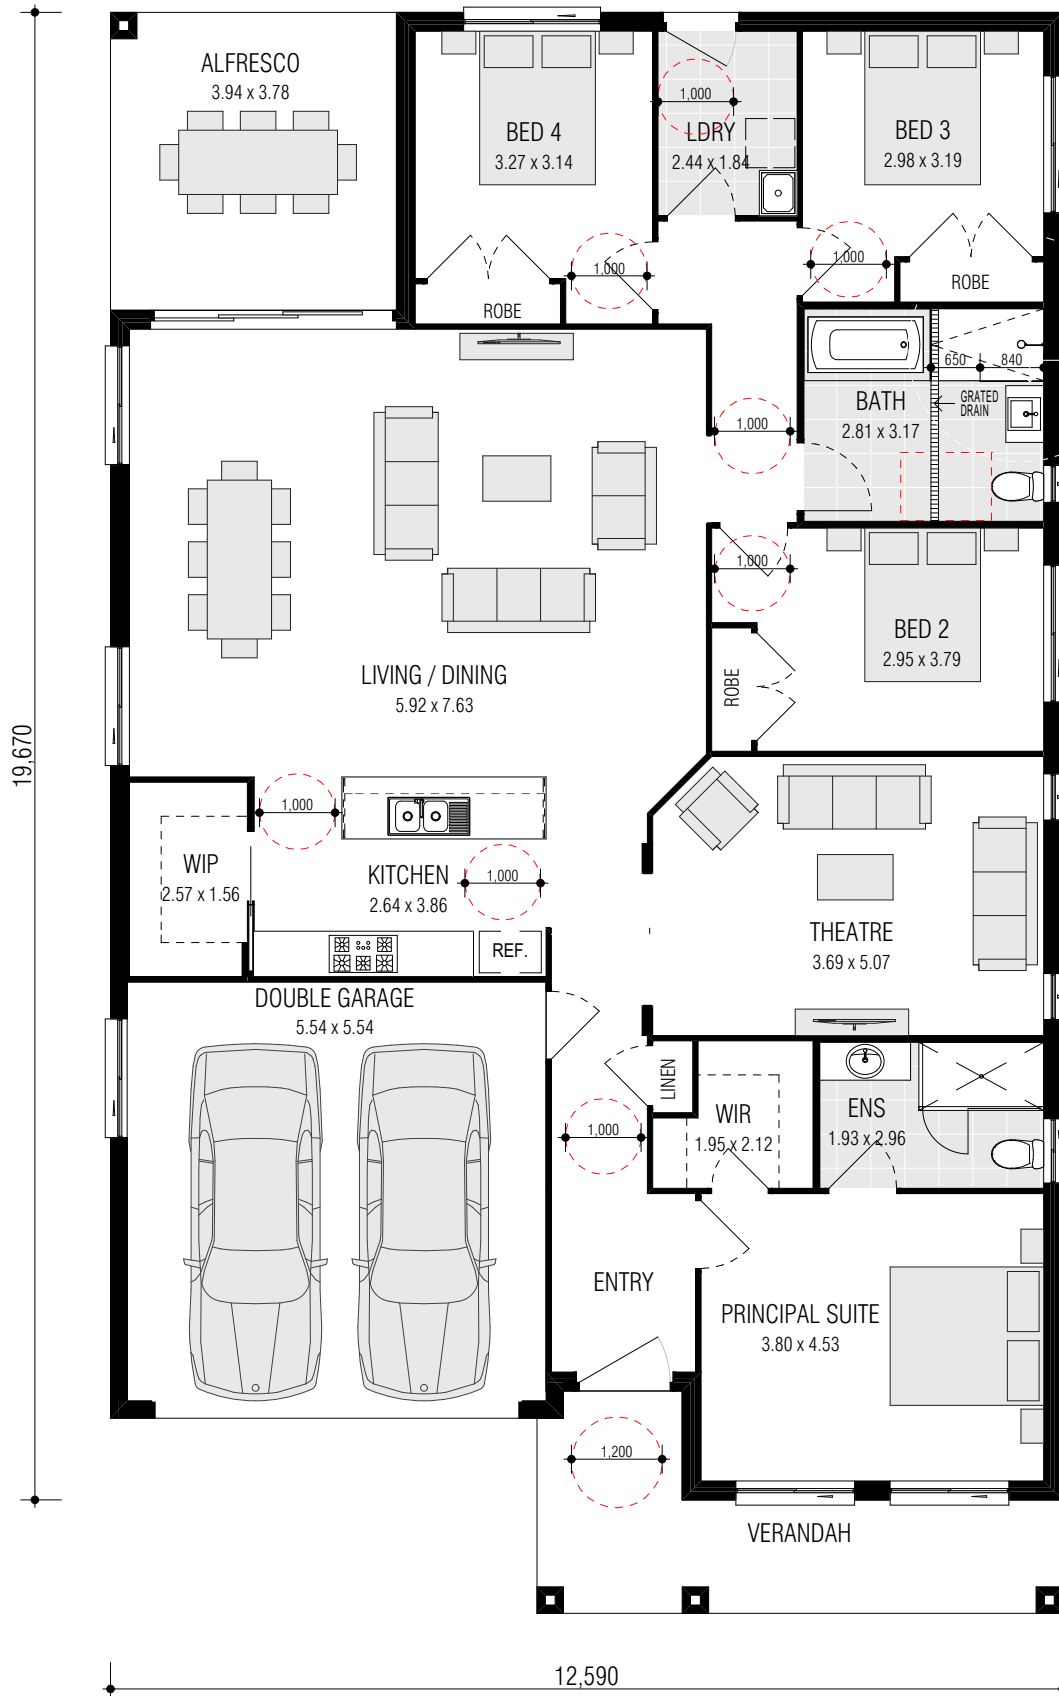 ALFRESCO
3.94 x 3.78
BED 4
3.27 x 3.14
1,000
LDRY
2.44 x 1.84
BED 3
2.98 x 3.19
1,000
ROBE
1,000
ROBE
650
840
BATH
2.81 x 3.17
GRATED
DRAIN
1,000
1,000
BED 2
2.95 x 3.79
ROBE
LIVING / DINING
5.92 x 7.63
19,670
1,000
WIP
2.57 x 1.56
KITCHEN
2.64 x 3.86
1,000
REF.
THEATRE
3.69 x 5.07
DOUBLE GARAGE
5.54 x 5.54
LINEN
1,000
WIR
1.95 x 2.12
ENS
1.93 x 2.96
ENTRY
PRINCIPAL SUITE
3.80 x 4.53
1,200
VERANDAH
12,590